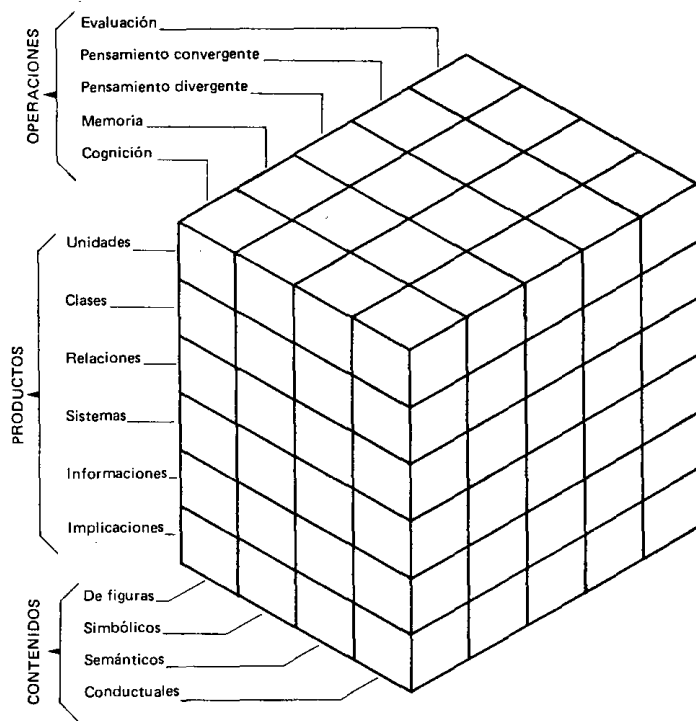 OPERACIONES
Evaluación
Pensamiento convergente
Pensamiento divergente
Memoria
Cognición
PRODUCTOS
Unidades
Clases
Relaciones
Sistemas
Informaciones
Implicaciones
CONTENIDOS
De figuras
Simbólicos
Semánticos
Conductuales